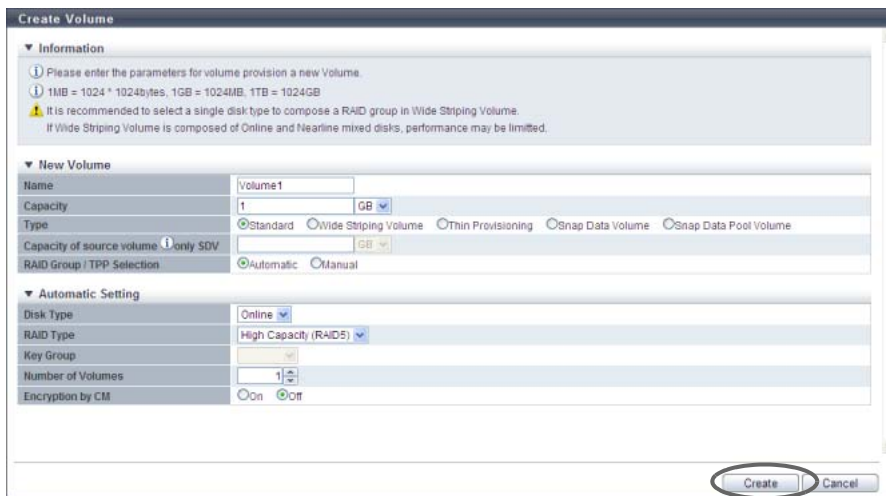 Create Volume
Information
Please enter the parameters for volume provision a new Volume.
1MB = 1024 * 1024bytes, 1GB = 1024MB, 1TB = 1024GB
It is recommended to select a single disk type to compose a RAID group in Wide Striping Volume.
If Wide Striping Volume is composed of Online and Nearline mixed disks, performance may be limitted.
New Volume
Name Volume1
Capacity 1 GB
Type Standard Wide Striping Volume Thin Provisioning Snap Data Volume Snap Data Pool Volume
Capacity of source volume only SDV GB
RAID Group / TPP Selection Automatic Manual
Automatic Setting
Disk Type Online
RAID Type High Capacity (RAID5)
Key Group
Number of Volumes 1
Encryption by CM On Off
Create Cancel